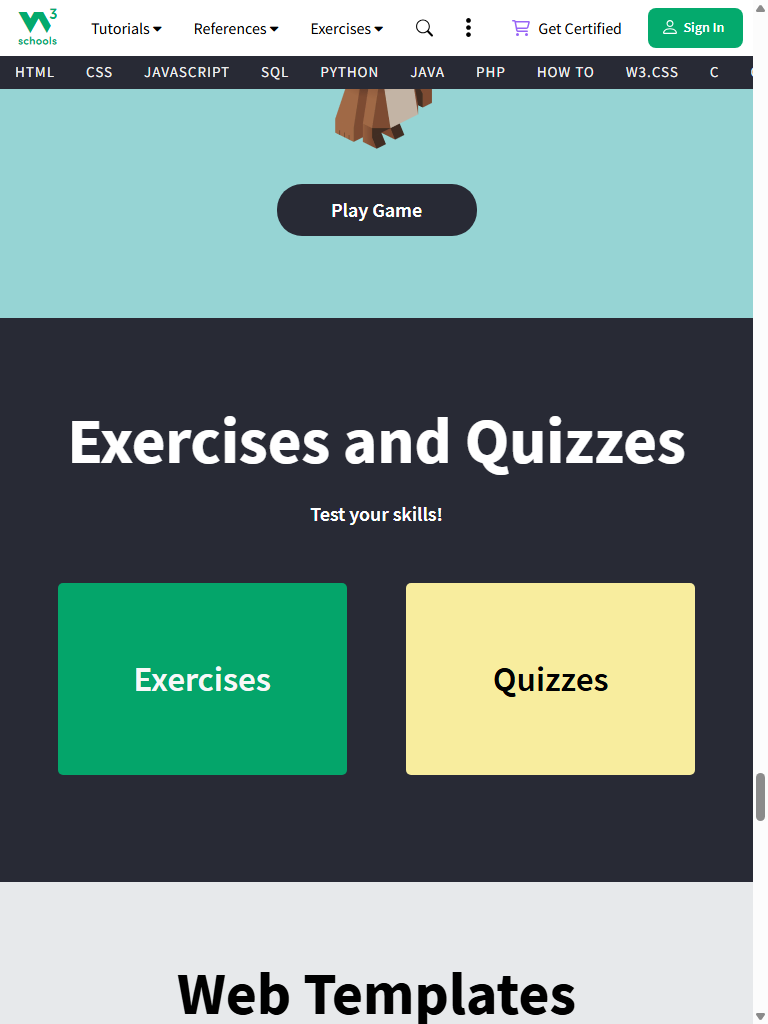 3
schools
Tutorials References Exercises Get Certified Sign In
HTML CSS JAVASCRIPT SQL PYTHON JAVA PHP HOW TO W3.CSS C
Play Game
Exercises and Quizzes
Test your skills!
Exercises Quizzes
Web Templates